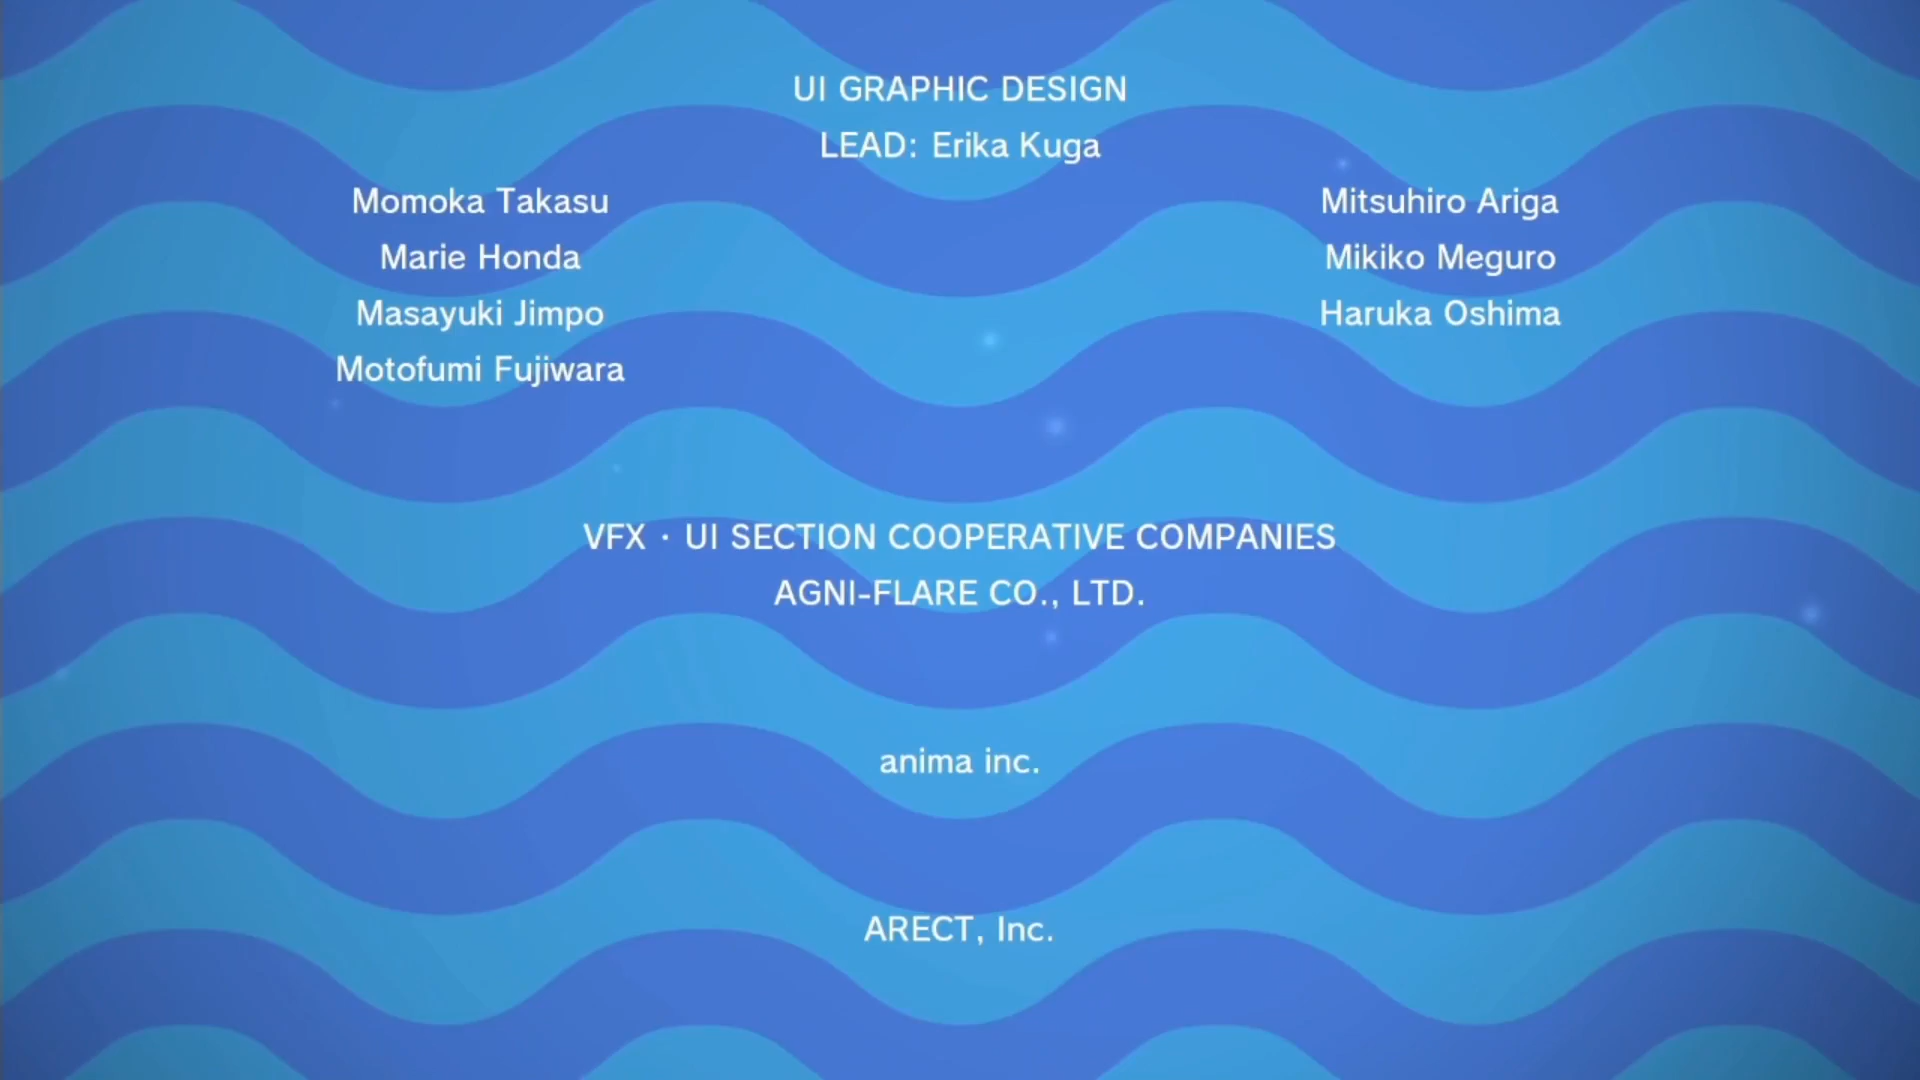 UI GRAPHIC DESIGN
LEAD: Erika Kuga
Momoka Takasu
Mitsuhiro Ariga
Marie Honda
Mikiko Meguro
Masayuki Jimpo
Haruka Oshima
Motofumi Fujiwara
VFX・UI SECTION COOPERATIVE COMPANIES
AGNI-FLARE CO., LTD.
anima inc.
ARECT, Inc.